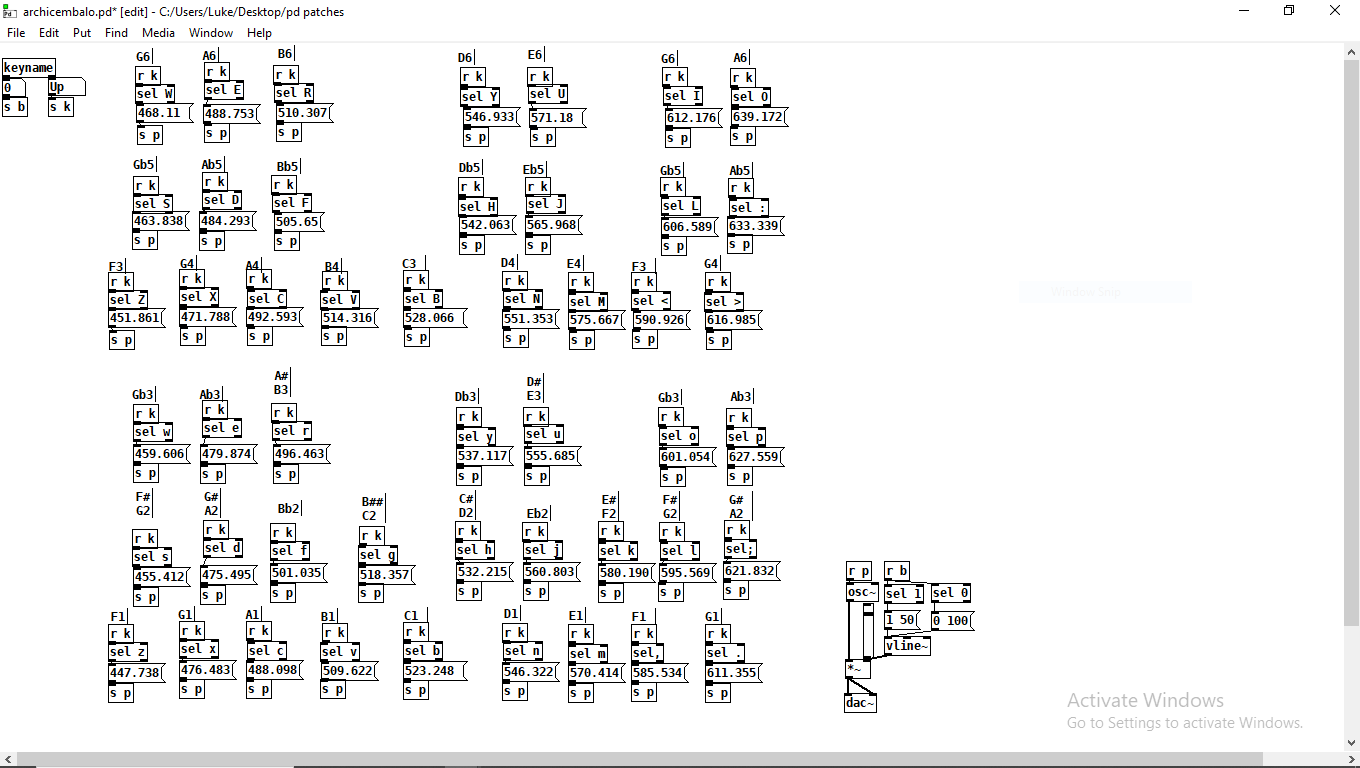 archicembalo.pd* [edit] - C:/Users/Luke/Desktop/pd patches
File Edit Put Find Media Window Help
keyname
0 Up
s b s k
G6 A6 B6 D6 E6 G6 A6
r k r k r k r k r k r k r k
sel W sel E sel R sel Y sel U sel I sel O
468.11 488.753 510.307 546.933 571.18 612.176 639.172
s p s p s p s p s p s p s p
Gb5 Ab5 Bb5 Db5 Eb5 Gb5 Ab5
r k r k r k r k r k r k r k
sel S sel D sel F sel H sel J sel L sel :
463.838 484.293 505.65 542.063 565.968 606.589 633.339
s p s p s p s p s p s p s p
F3 G4 A4 B4 C3 D4 E4 F3 G4
r k r k r k r k r k r k r k r k r k
sel Z sel X sel C sel V sel B sel N sel M sel < sel >
451.861 471.788 492.593 514.316 528.066 551.353 575.667 590.926 616.985
s p s p s p s p s p s p s p s p s p
A# D#
Gb3 Ab3 B3 Db3 E3 Gb3 Ab3
r k r k r k r k r k r k r k
sel w sel e sel r sel y sel u sel o sel p
459.606 479.874 496.463 537.117 555.685 601.054 627.559
s p s p s p s p s p s p s p
F# G# B## C# E# F# G#
G2 A2 Bb2 C2 D2 Eb2 F2 G2 A2
r k r k r k r k r k r k r k r k r k
sel s sel d sel f sel g sel h sel j sel k sel l sel;
455.412 475.495 501.035 518.357 532.215 560.803 580.190 595.569 621.832
s p s p s p s p s p s p s p s p s p
F1 G1 A1 B1 C1 D1 E1 F1 G1
r k r k r k r k r k r k r k r k r k
sel z sel x sel c sel v sel b sel n sel m sel, sel .
447.738 476.483 488.098 509.622 523.248 546.322 570.414 585.534 611.355
s p s p s p s p s p s p s p s p s p
r p r b
osc~ sel 1 sel 0
1 50 0 100
vline~
*~
dac~
Activate Windows
Go to Settings to activate Windows.